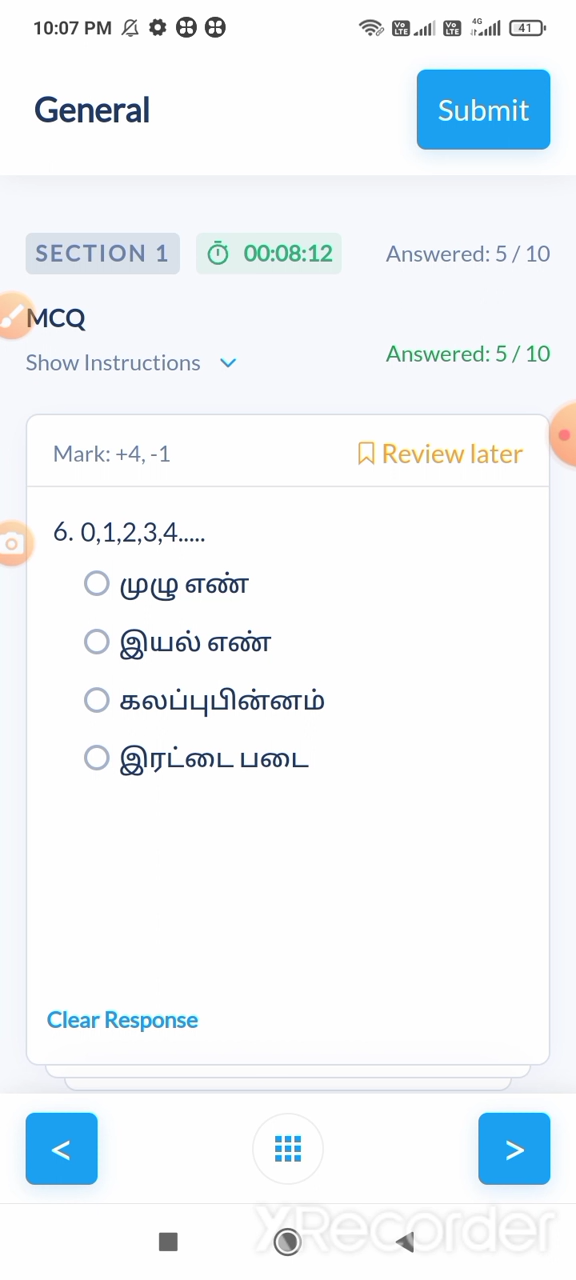 10:07 PM 4G 41
General
Submit
SECTION 1 00:08:12 Answered: 5 / 10
MCQ
Show Instructions
Answered: 5 / 10
Mark: +4, -1
Review later
6. 0,1,2,3,4.....
முழு எண்
இயல் எண்
கலப்புபின்னம்
இரட்டை படை
Clear Response
< >
XRecorder